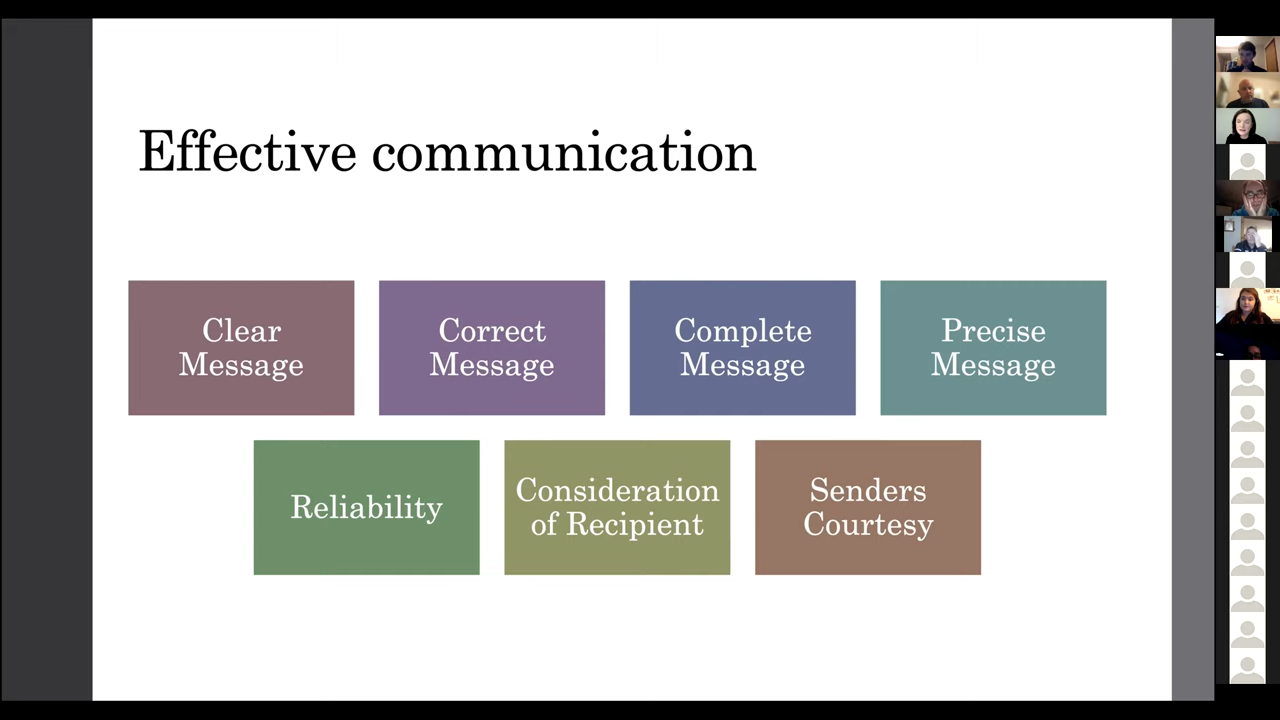 Effective communication
Clear
Message
Correct
Message
Complete
Message
Precise
Message
Reliability
Consideration
of Recipient
Senders
Courtesy